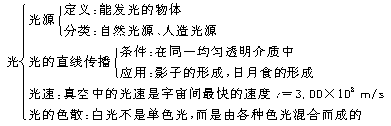 定义:能发光的物体
光源
分类:自然光源、人造光源
条件:在同一均匀透明介质中
光的直线传播
应用:影子的形成,日月食的形成
光
光速:真空中的光速是宇宙间最快的速度 c=3.00×10⁸ m/s
光的色散:白光不是单色光,而是由各种色光混合而成的